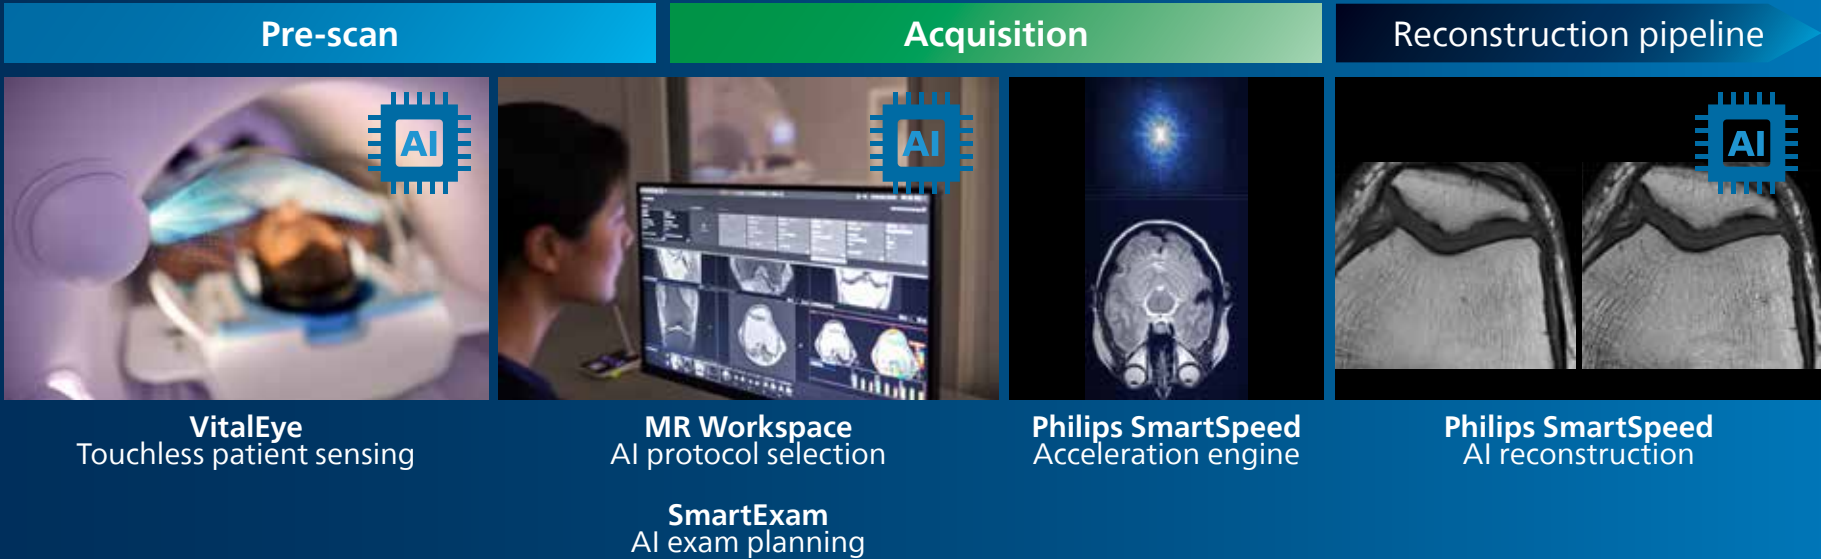 Pre-scan
Acquisition
Reconstruction pipeline
AI
AI
AI
VitalEye
Touchless patient sensing
MR Workspace
AI protocol selection
SmartExam
AI exam planning
Philips SmartSpeed
Acceleration engine
Philips SmartSpeed
AI reconstruction